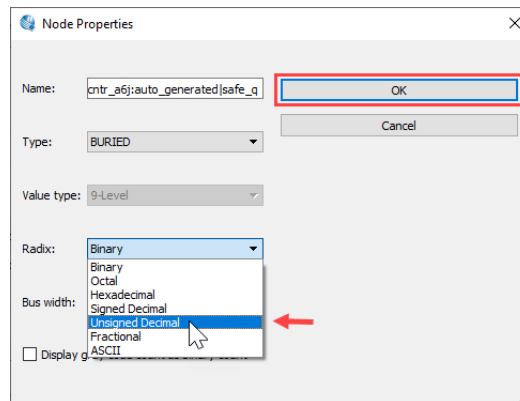 Node Properties
Name: cntr_a6j:auto_generated|safe_q
OK
Cancel
Type: BURIED
Value type: 9-Level
Radix: Binary
Binary
Octal
Hexadecimal
Signed Decimal
Bus width:
Unsigned Decimal
Fractional
ASCII
Display